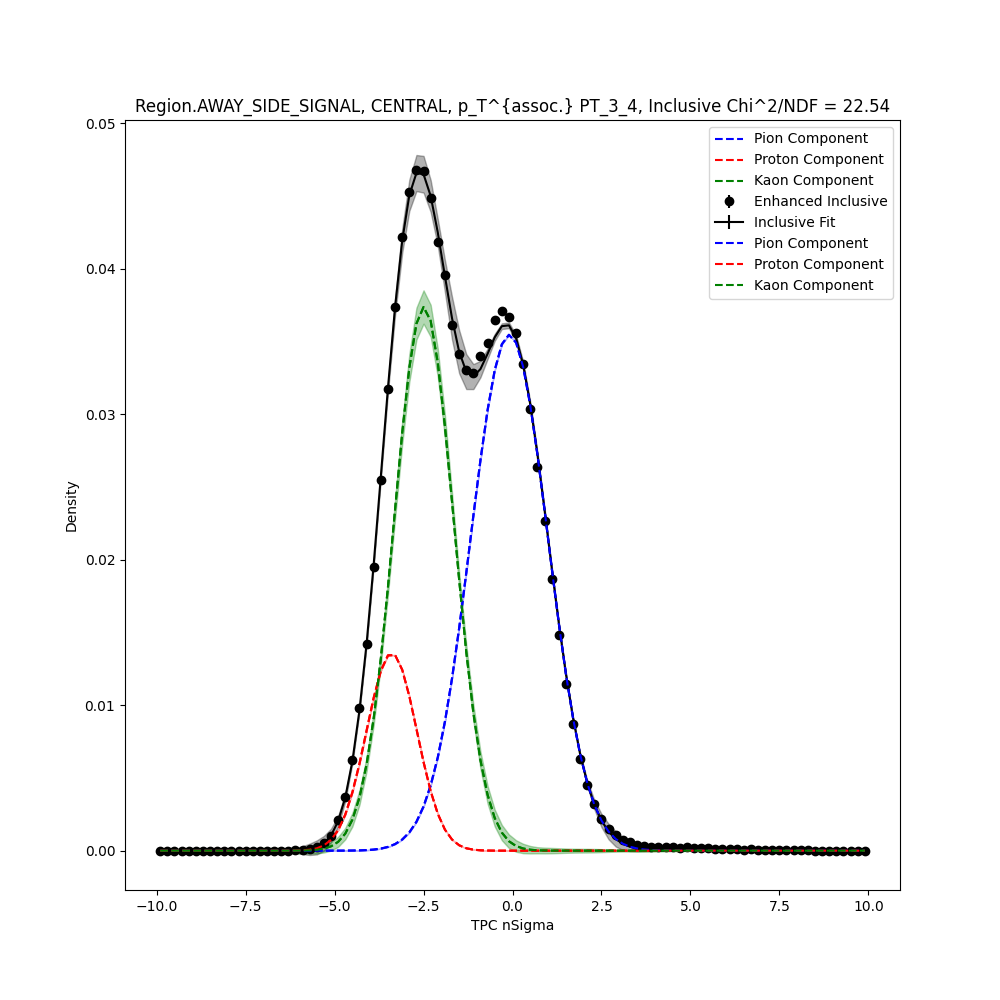 Region.AWAY_SIDE_SIGNAL, CENTRAL, p_T^{assoc.} PT_3_4, Inclusive Chi^2/NDF = 22.54
0.05
0.04
0.03
0.02
0.01
0.00
Density
Pion Component
Proton Component
Kaon Component
Enhanced Inclusive
Inclusive Fit
Pion Component
Proton Component
Kaon Component
−10.0 −7.5 −5.0 −2.5 0.0 2.5 5.0 7.5 10.0
TPC nSigma